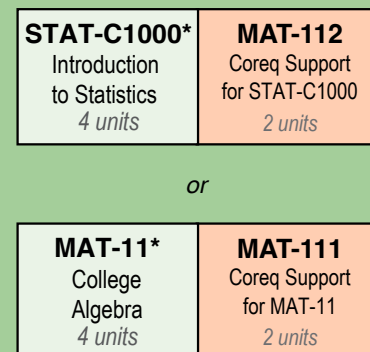 STAT-C1000*
Introduction
to Statistics
4 units
MAT-112
Coreq Support
for STAT-C1000
2 units
or
MAT-11*
College
Algebra
4 units
MAT-111
Coreq Support
for MAT-11
2 units